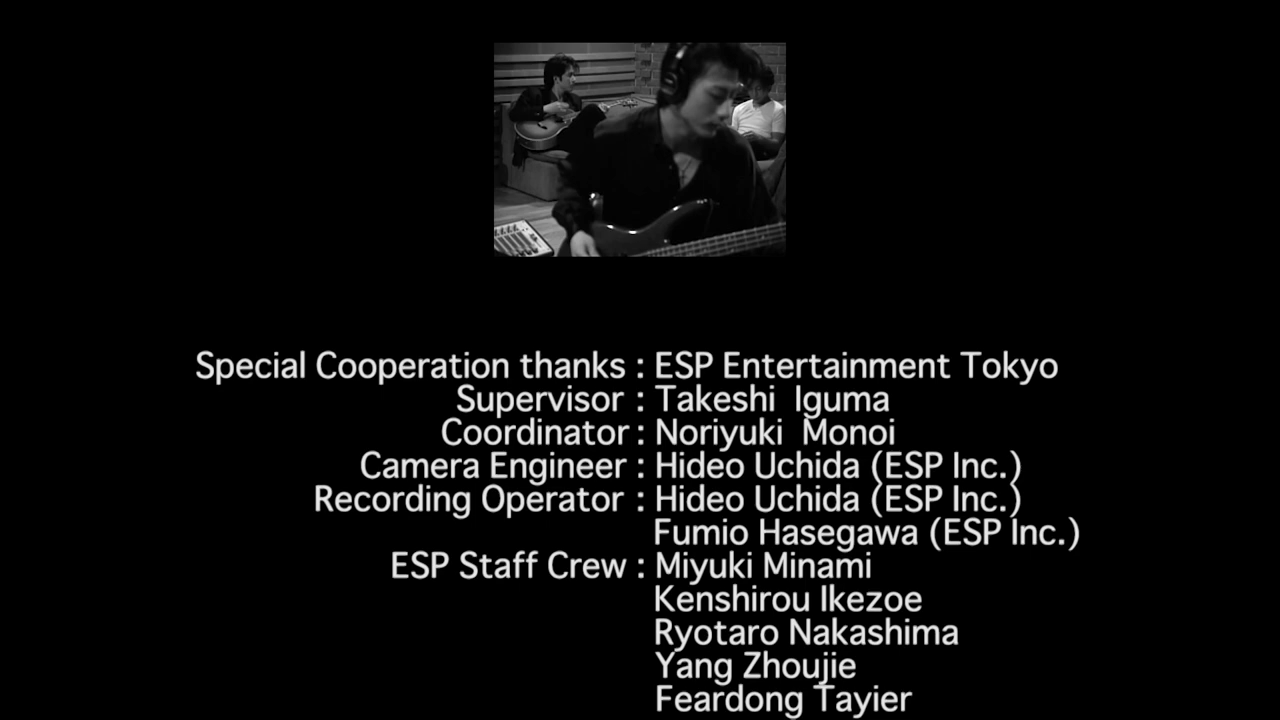 Special Cooperation thanks : ESP Entertainment Tokyo
Supervisor : Takeshi Iguma
Coordinator : Noriyuki Monoi
Camera Engineer : Hideo Uchida (ESP Inc.)
Recording Operator : Hideo Uchida (ESP Inc.)
Fumio Hasegawa (ESP Inc.)
ESP Staff Crew : Miyuki Minami
Kenshirou Ikezoe
Ryotaro Nakashima
Yang Zhoujie
Feardong Tayier